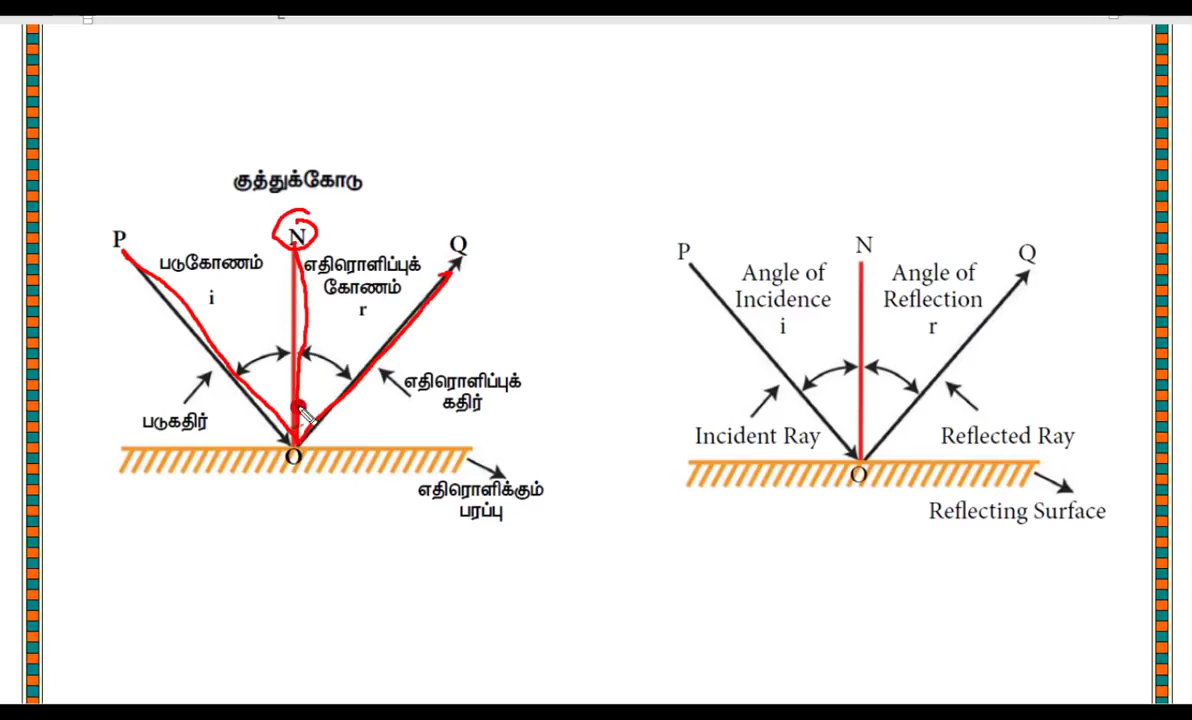 குத்துக்கோடு
P
N
Q
படுகோணம்
i
எதிரொளிப்புக்
கோணம்
r
படுகதிர்
எதிரொளிப்புக்
கதிர்
O
எதிரொளிக்கும்
பரப்பு
P
N
Q
Angle of
Incidence
i
Angle of
Reflection
r
Incident Ray
Reflected Ray
O
Reflecting Surface